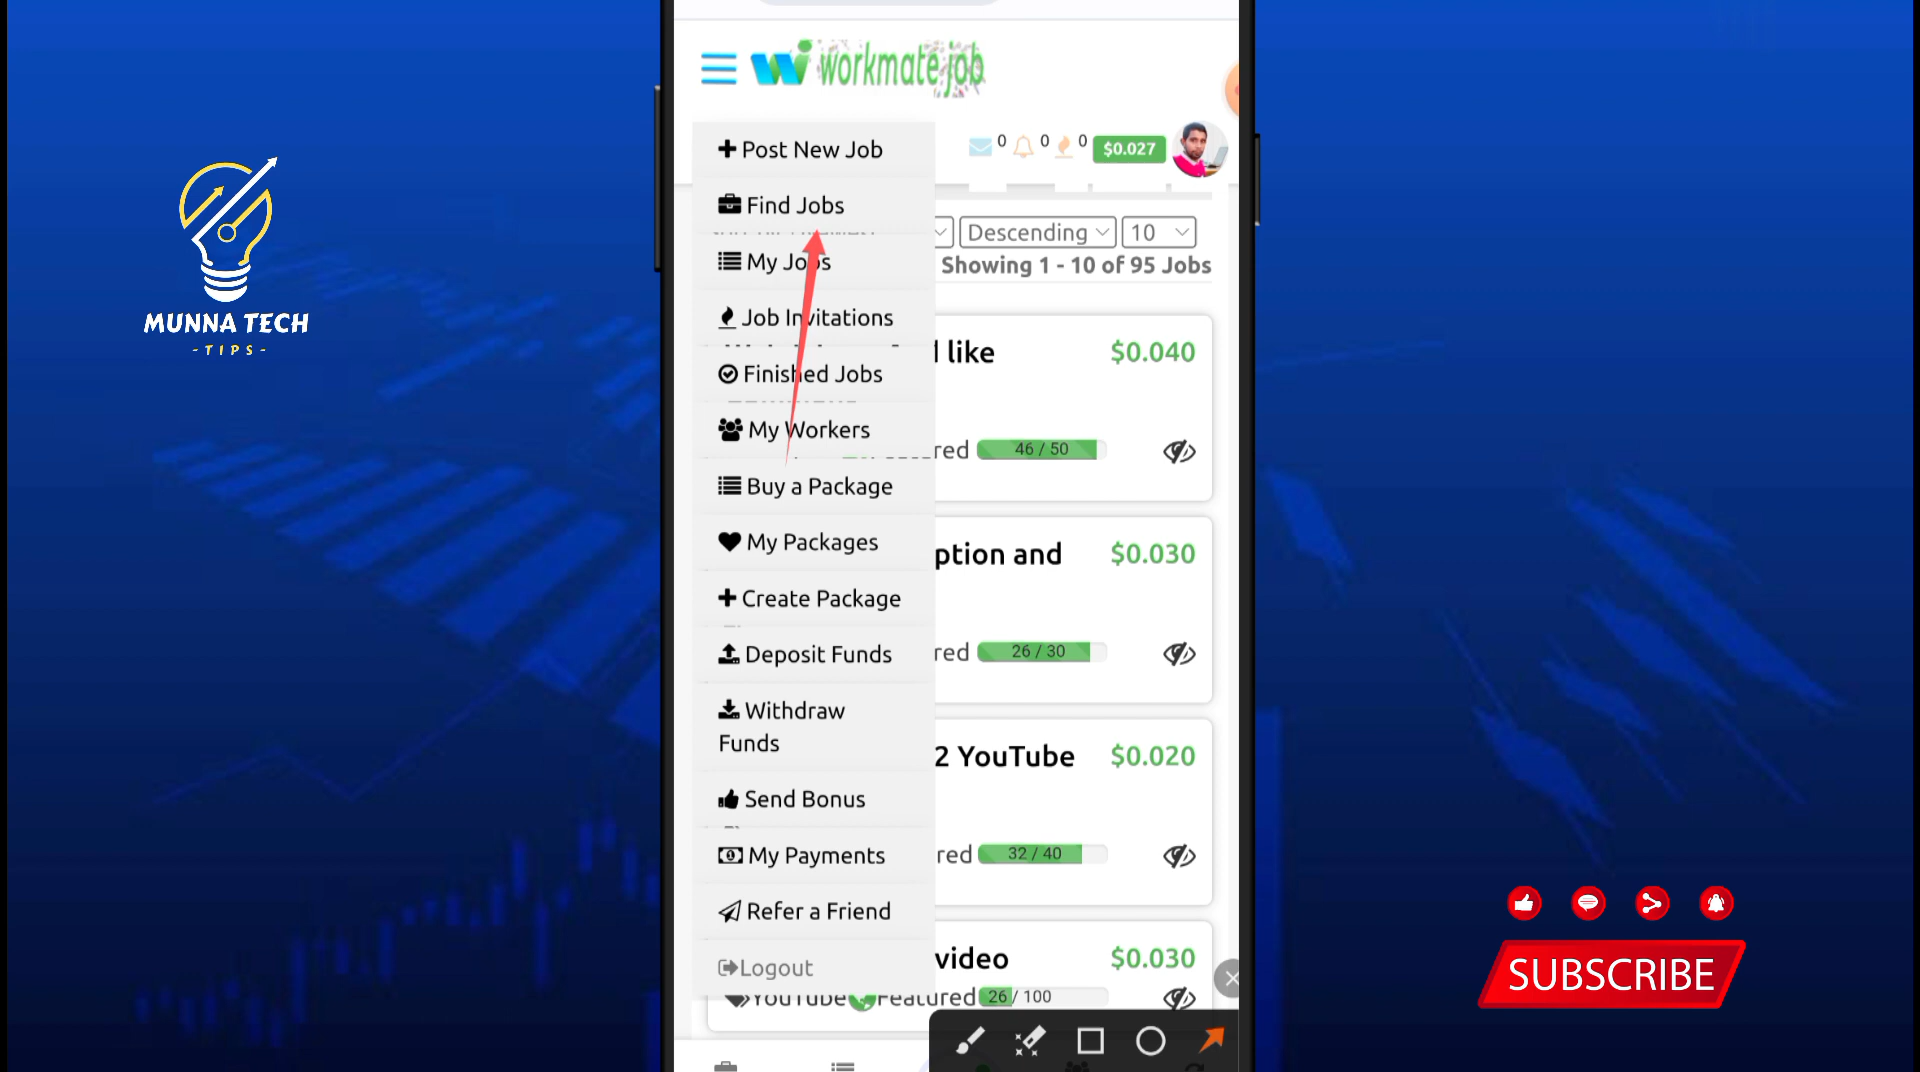 workmate job
Post New Job
0 0 0 $0.027
Find Jobs
Descending 10
My Jobs
Showing 1 - 10 of 95 Jobs
Job Invitations
like $0.040
Finished Jobs
My Workers
red 46 / 50
Buy a Package
My Packages
ption and $0.030
Create Package
Deposit Funds
red 26 / 30
Withdraw
Funds
2 YouTube $0.020
Send Bonus
My Payments
red 32 / 40
Refer a Friend
video $0.030
Logout
YouTube Featured 26 / 100
MUNNA TECH
- TIPS -
SUBSCRIBE